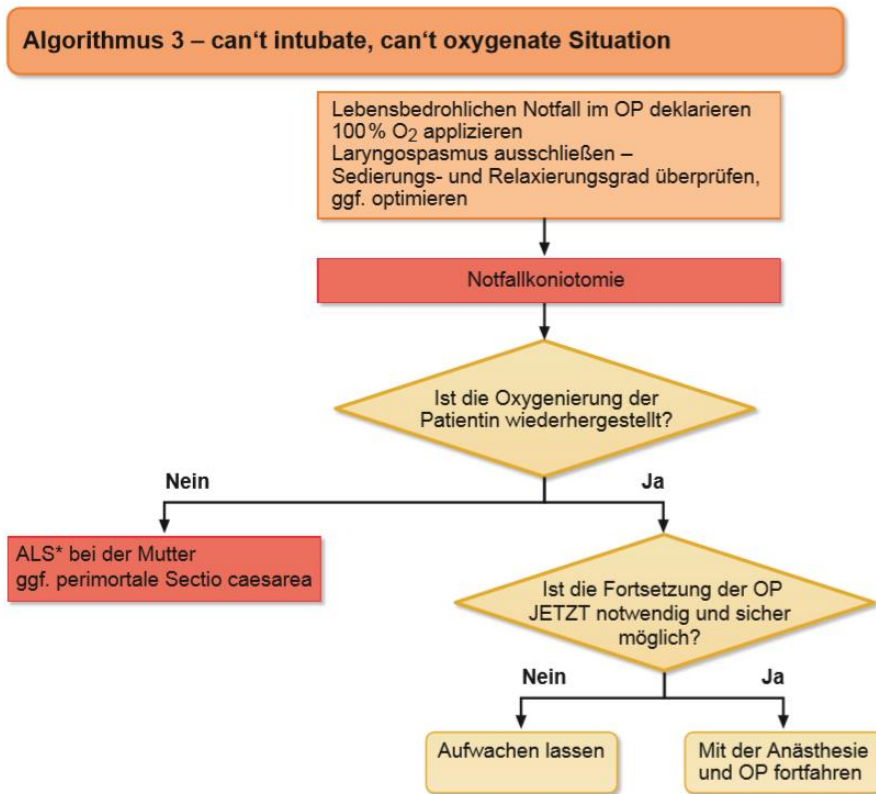 Algorithmus 3 – can't intubate, can't oxygenate Situation
Lebensbedrohlichen Notfall im OP deklarieren
100% O₂ applizieren
Laryngospasmus ausschließen –
Sedierungs- und Relaxierungsgrad überprüfen,
ggf. optimieren
Notfallkoniotomie
Ist die Oxygenierung der
Patientin wiederhergestellt?
Nein
Ja
ALS* bei der Mutter
ggf. perimortale Sectio caesarea
Ist die Fortsetzung der OP
JETZT notwendig und sicher
möglich?
Nein
Ja
Aufwachen lassen
Mit der Anästhesie
und OP fortfahren